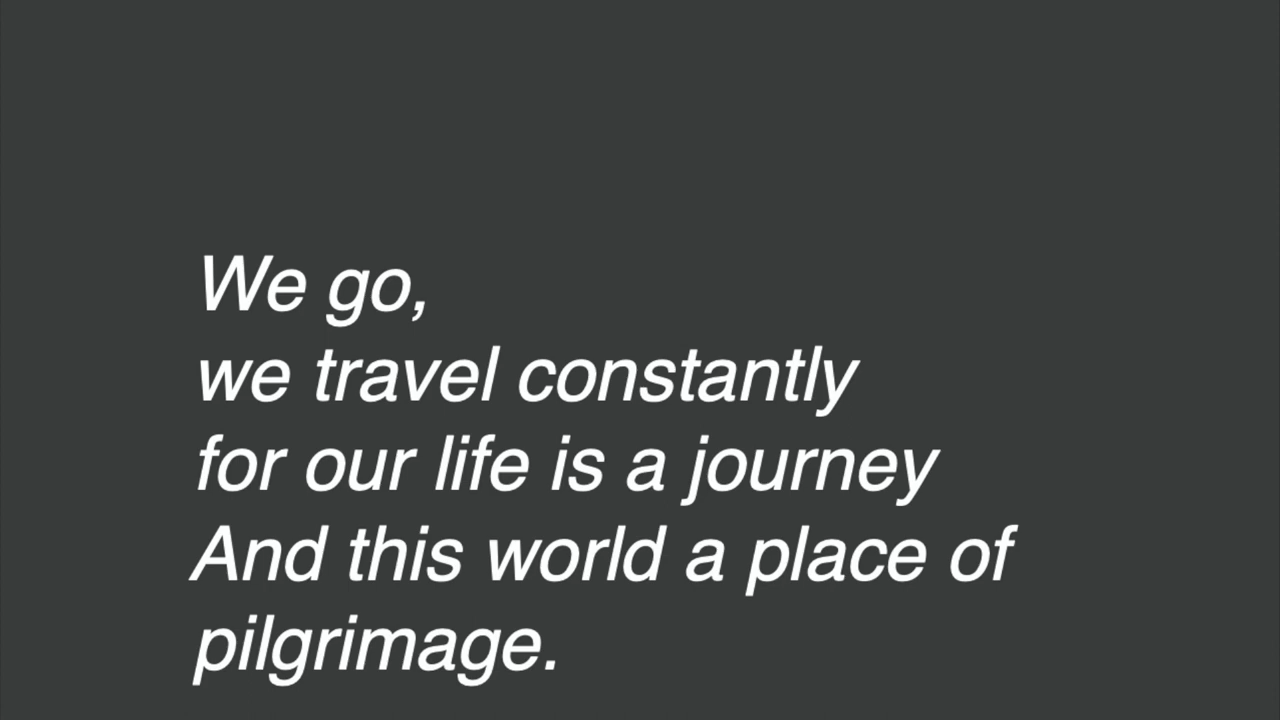 We go,
we travel constantly
for our life is a journey
And this world a place of
pilgrimage.